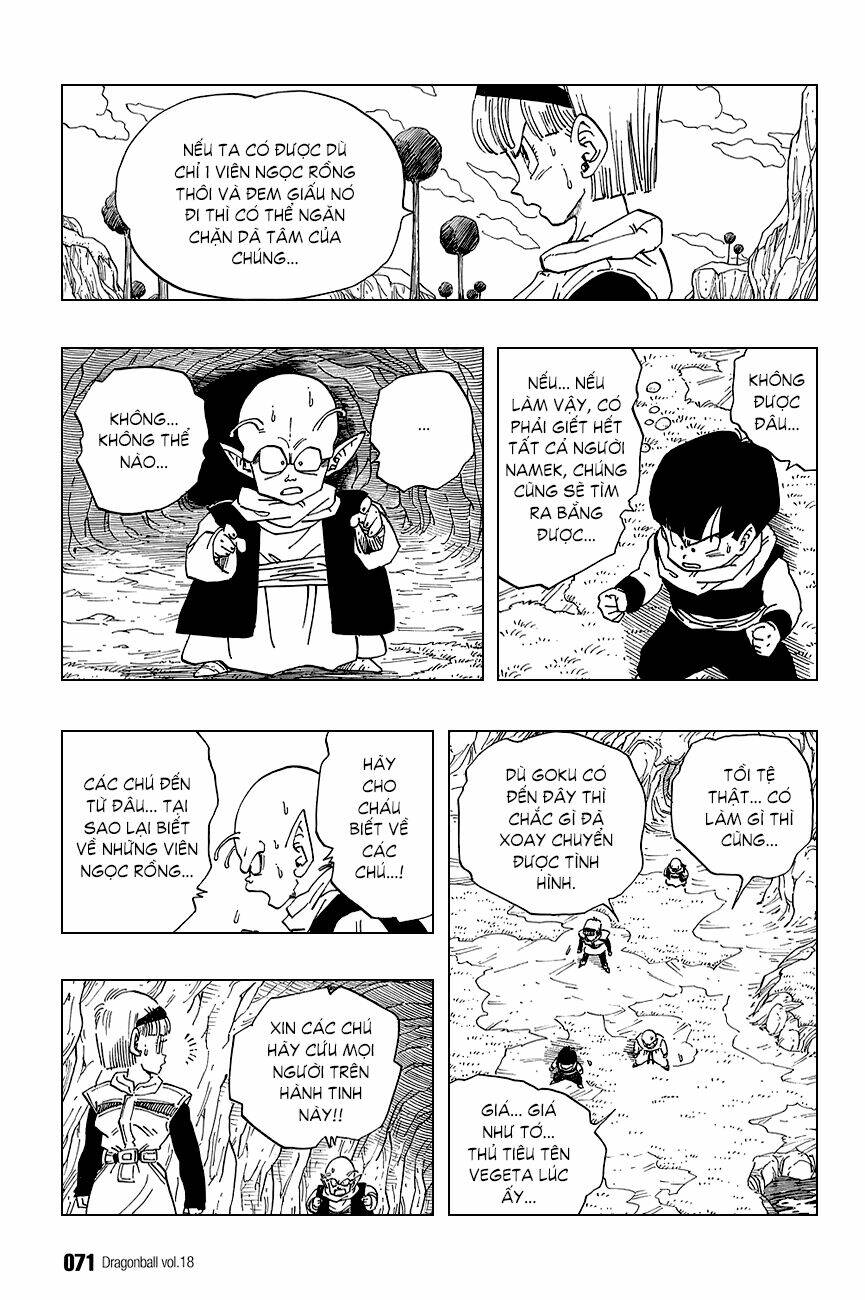 NẾU TA CÓ ĐƯỢC DÙ
CHỈ 1 VIÊN NGỌC RỒNG
THÔI VÀ ĐEM GIẤU NÓ
ĐI THÌ CÓ THỂ NGĂN
CHẶN DÃ TÂM CỦA
CHÚNG...
KHÔNG
ĐƯỢC
ĐÂU...
NẾU... NẾU
LÀM VẬY, CÓ
PHẢI GIẾT HẾT
TẤT CẢ NGƯỜI
NAMEK, CHÚNG
CŨNG SẼ TÌM
RA BẰNG
ĐƯỢC...
...
KHÔNG...
KHÔNG THỂ
NÀO...
TỒI TỆ
THẬT... CÓ
LÀM GÌ THÌ
CŨNG...
DÙ GOKU CÓ
ĐẾN ĐÂY THÌ
CHẮC GÌ ĐÃ
XOAY CHUYỂN
ĐƯỢC TÌNH
HÌNH.
GIÁ... GIÁ
NHƯ TỚ...
THỦ TIÊU TÊN
VEGETA LÚC
ẤY...
HÃY
CHO
CHÁU
BIẾT VỀ
CÁC
CHÚ...!
CÁC CHÚ ĐẾN
TỪ ĐÂU... TẠI
SAO LẠI BIẾT
VỀ NHỮNG VIÊN
NGỌC RỒNG...
XIN CÁC CHÚ
HÃY CỨU MỌI
NGƯỜI TRÊN
HÀNH TINH
NÀY!!
071 Dragonball vol.18